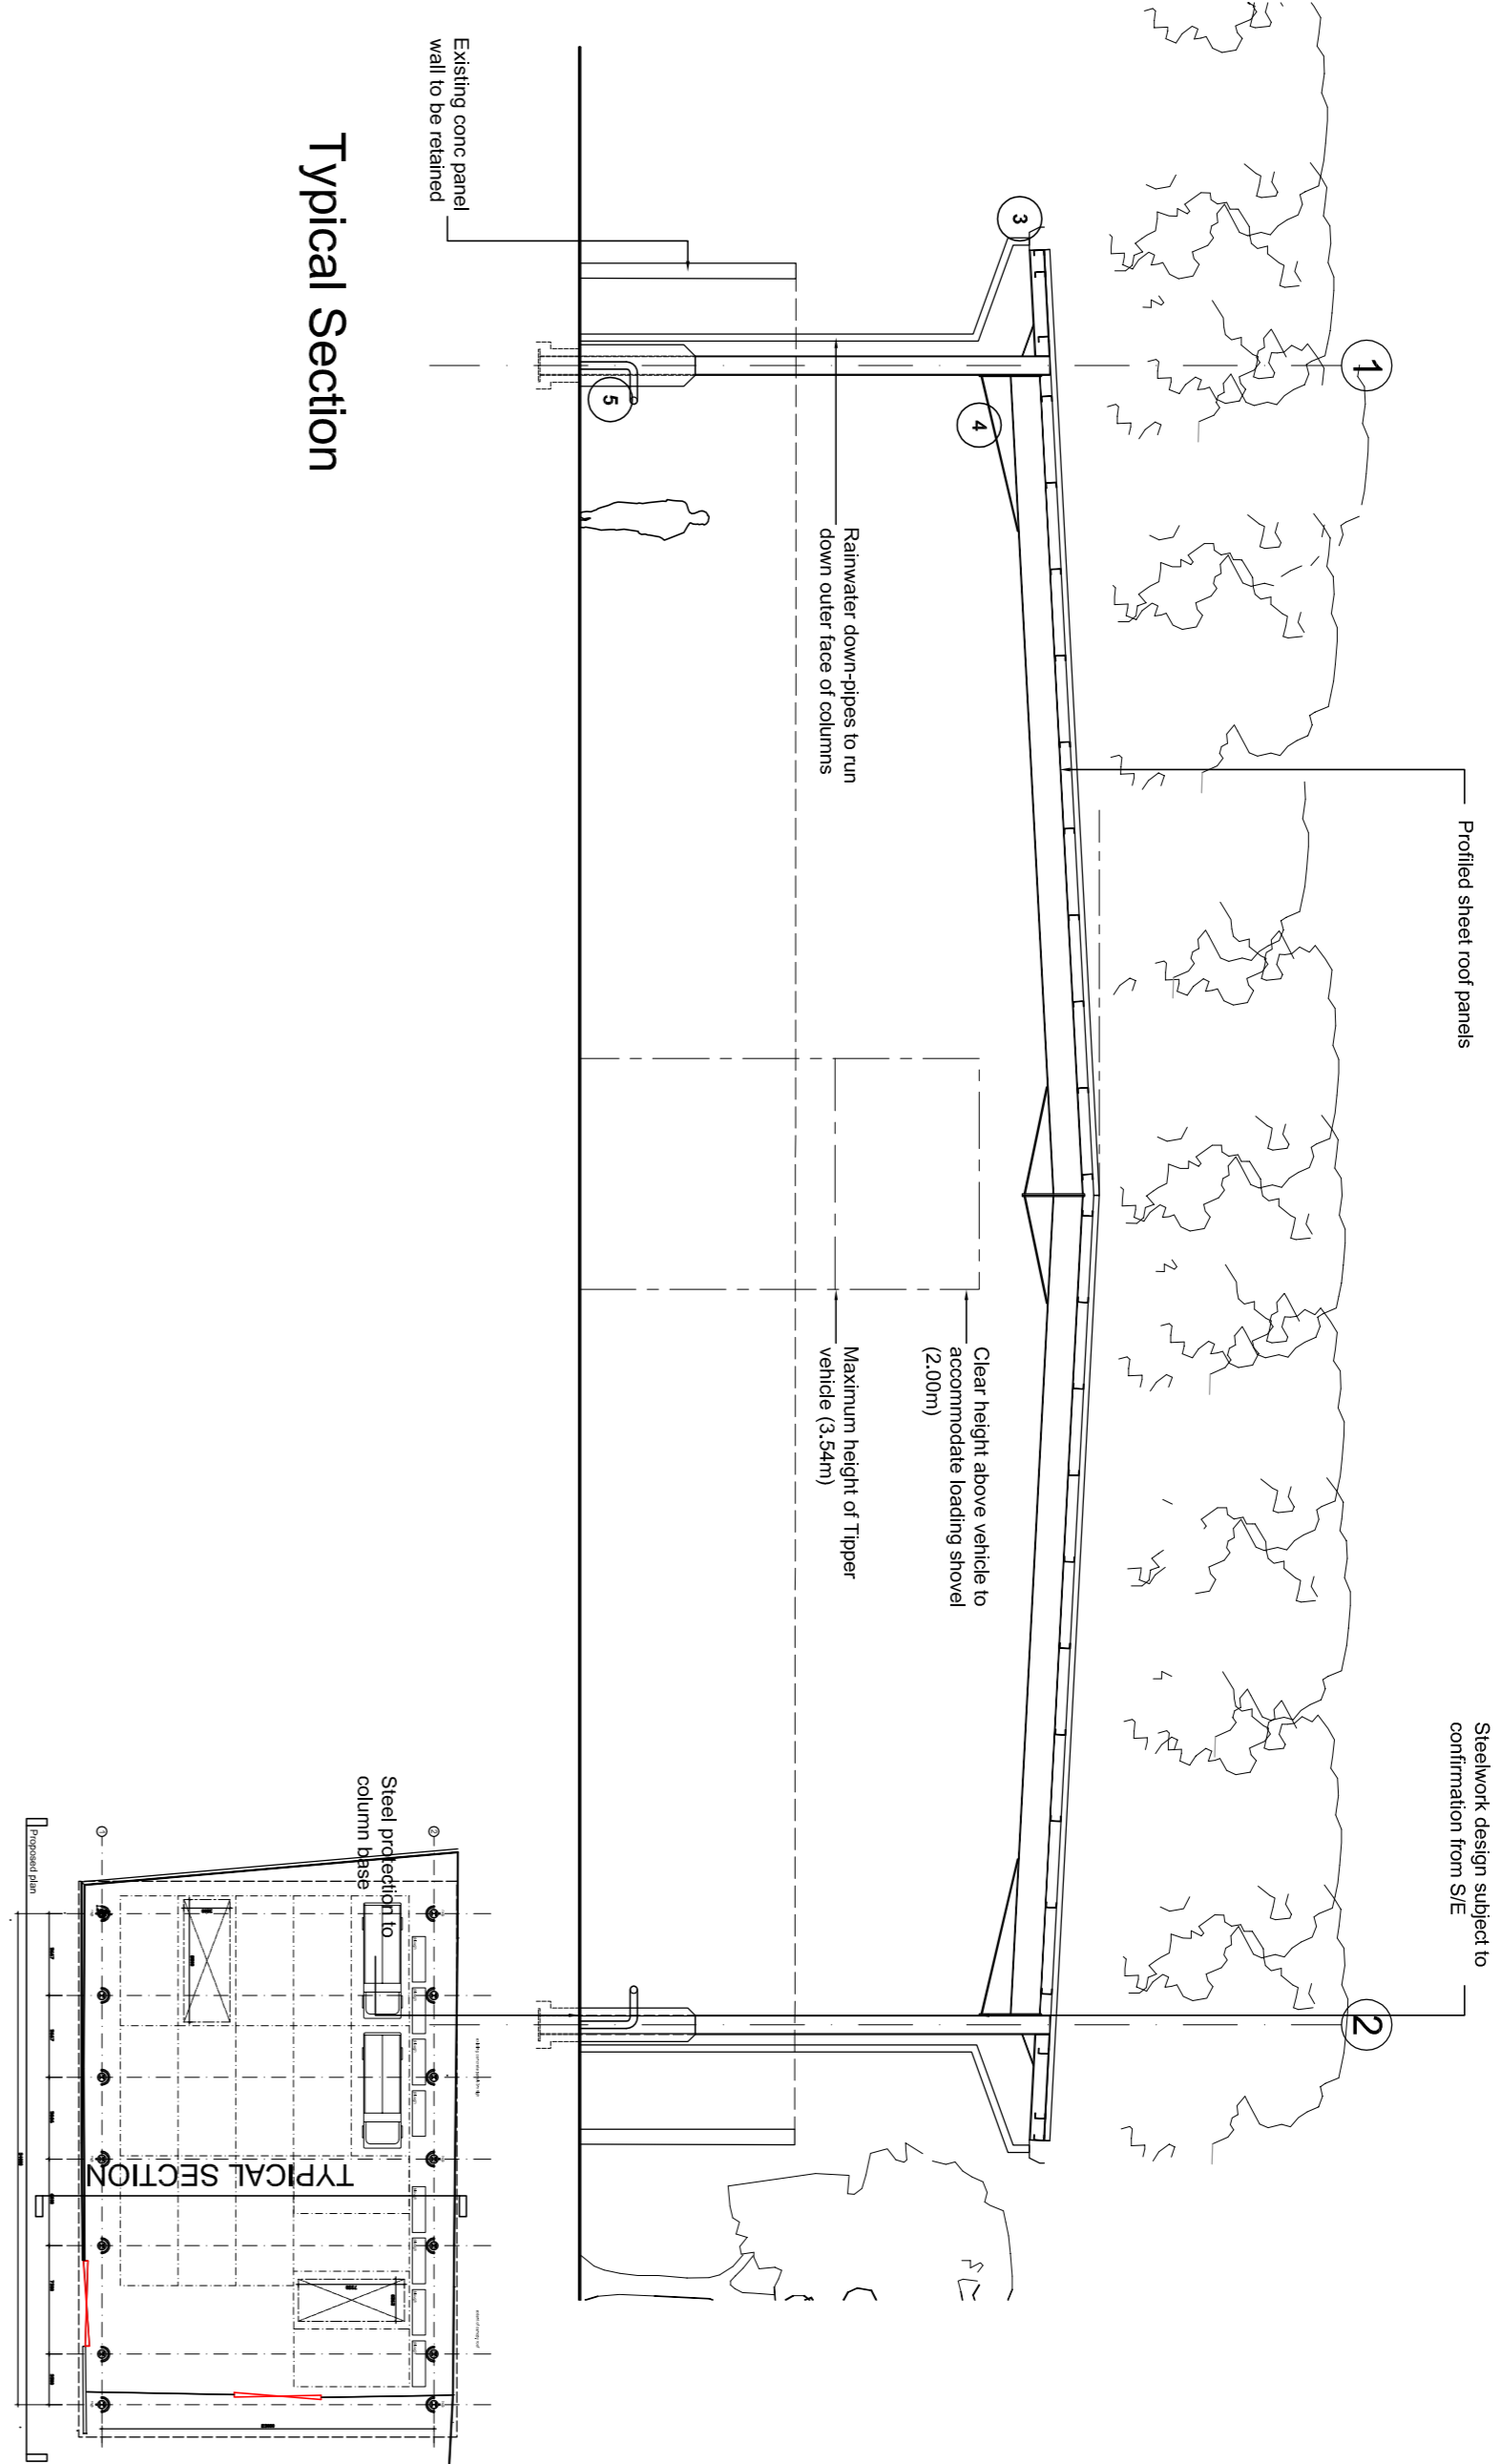 1
2
Profiled sheet roof panels
Steelwork design subject to
confirmation from S/E
3
4
5
Rainwater down-pipes to run
down outer face of columns
Clear height above vehicle to
accommodate loading shovel
(2.00m)
Maximum height of Tipper
vehicle (3.54m)
Existing conc panel
wall to be retained
Steel protection to
column base
Typical Section
TYPICAL SECTION
2
1
Proposed plan